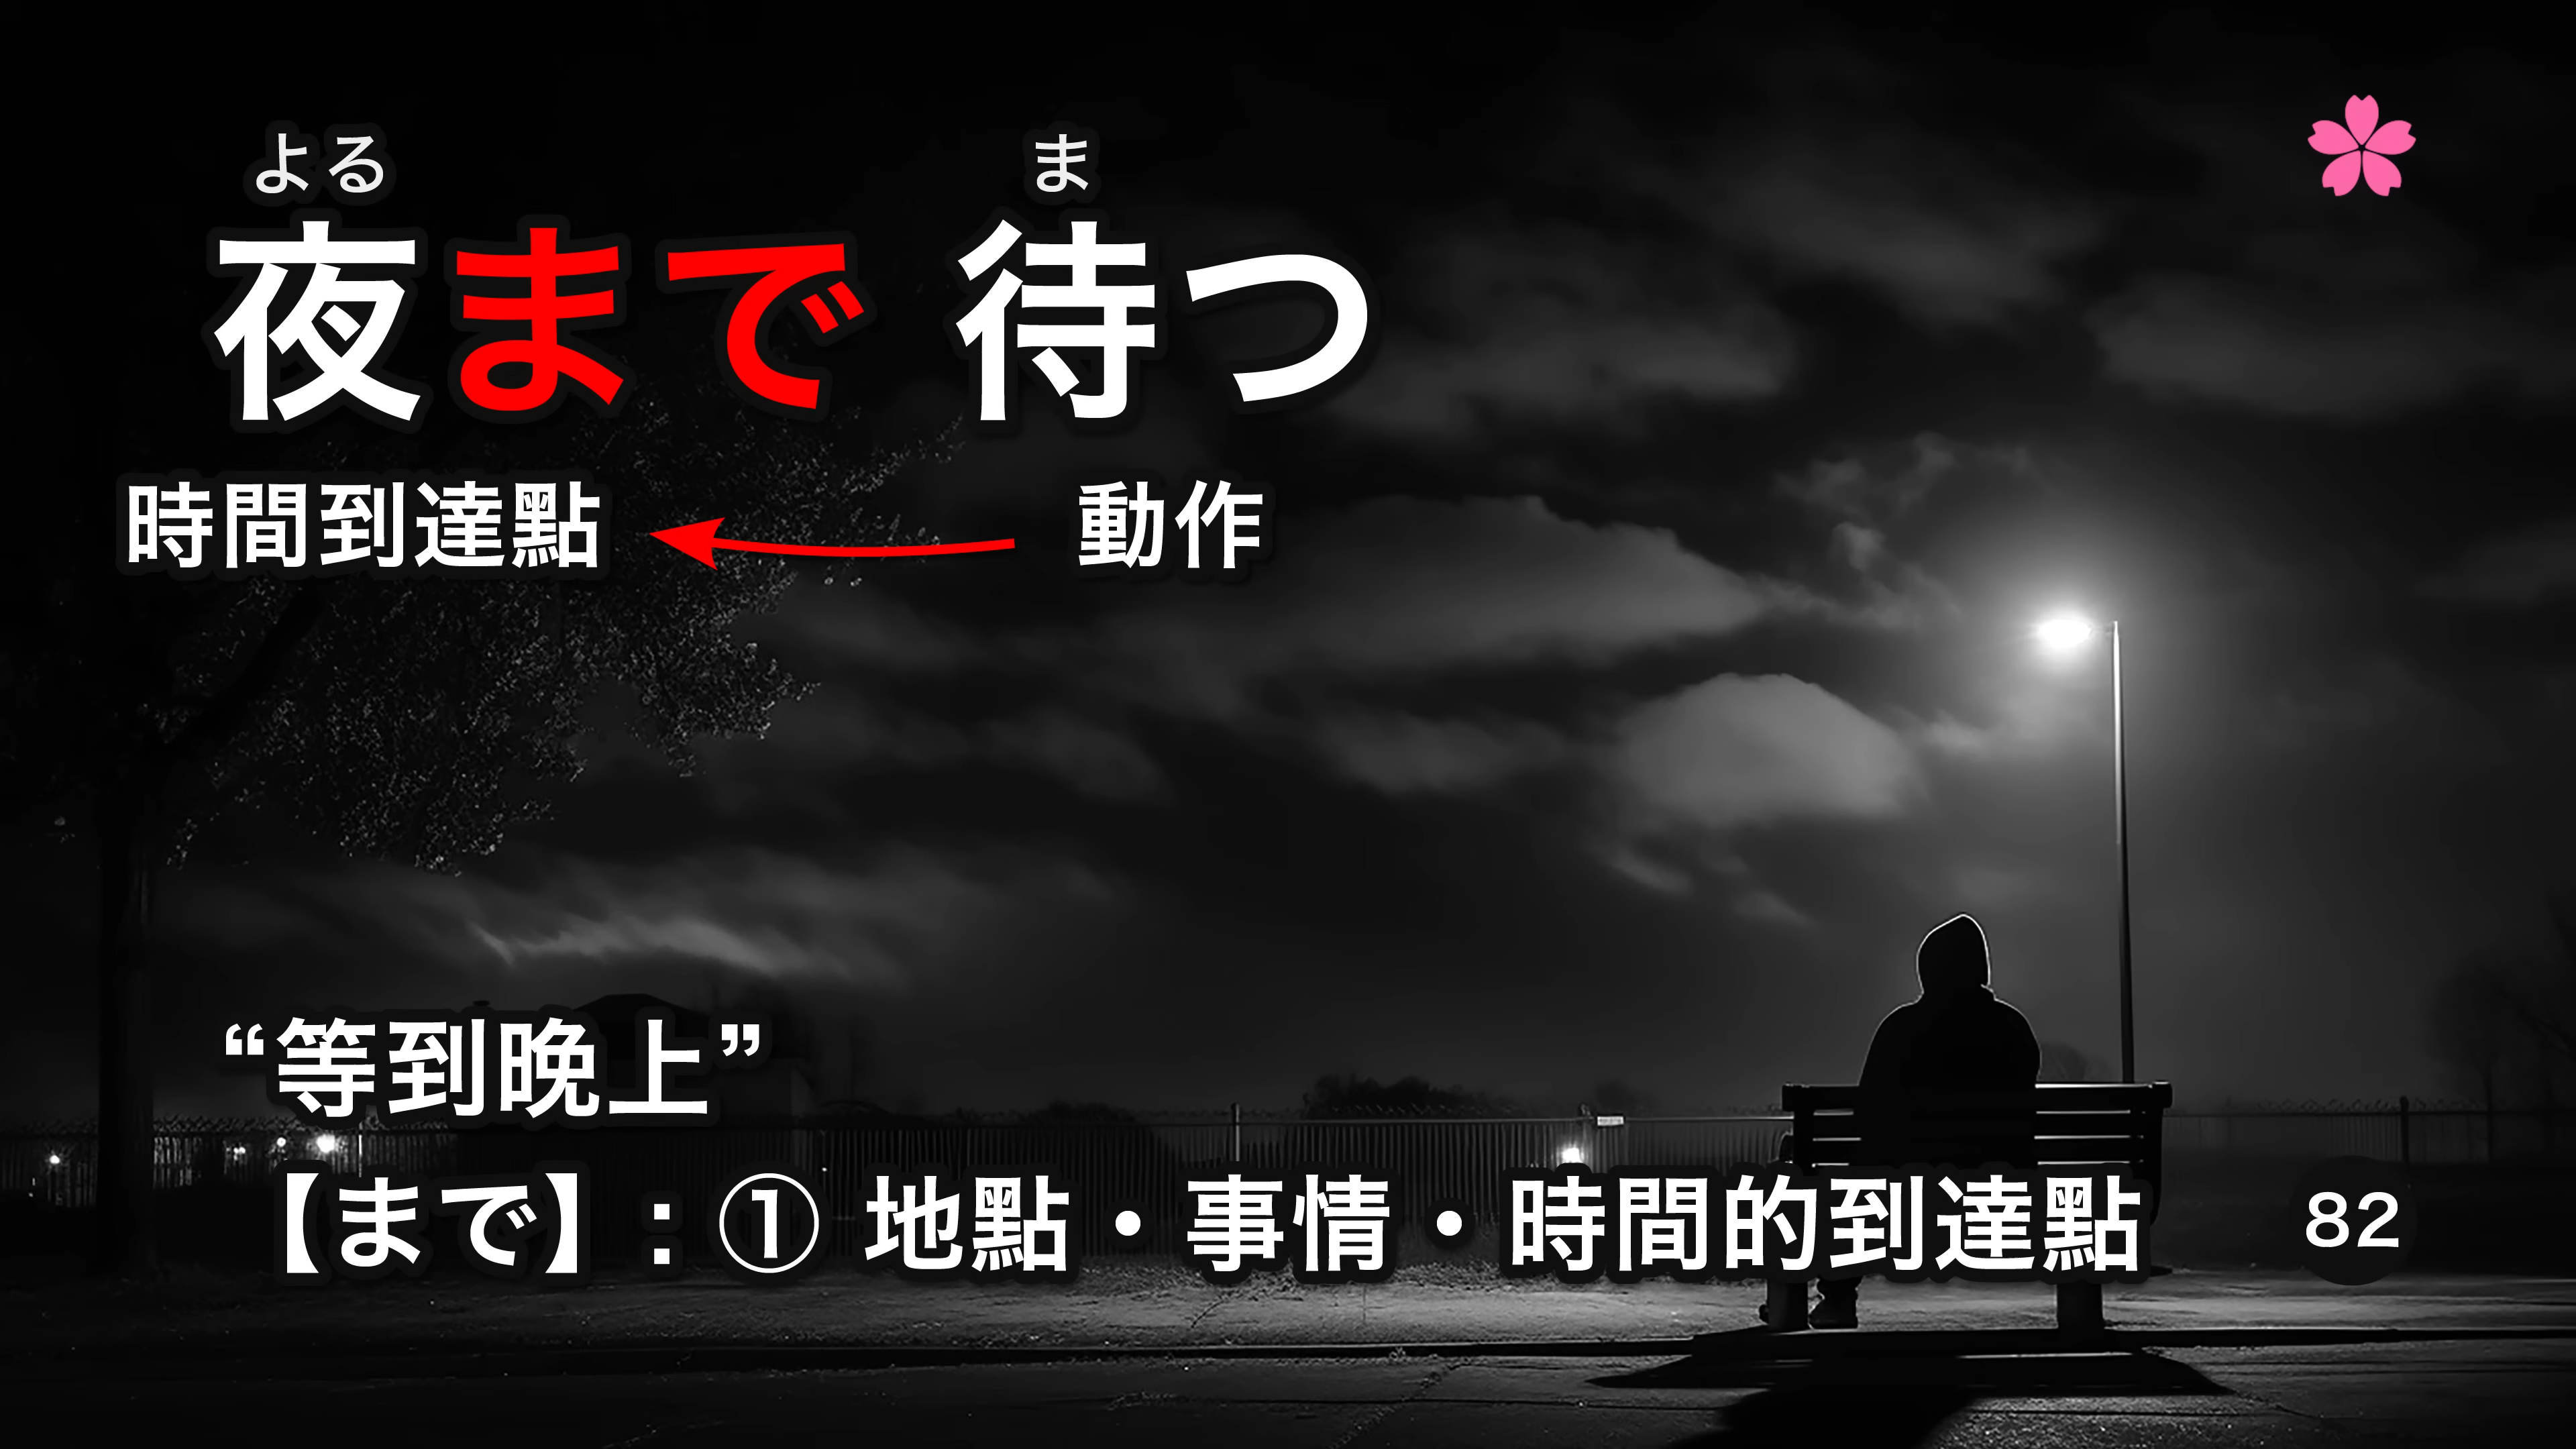 よる ま
夜まで 待つ
時間到達點 動作
“等到晚上”
【まで】: ① 地點・事情・時間的到達點
82